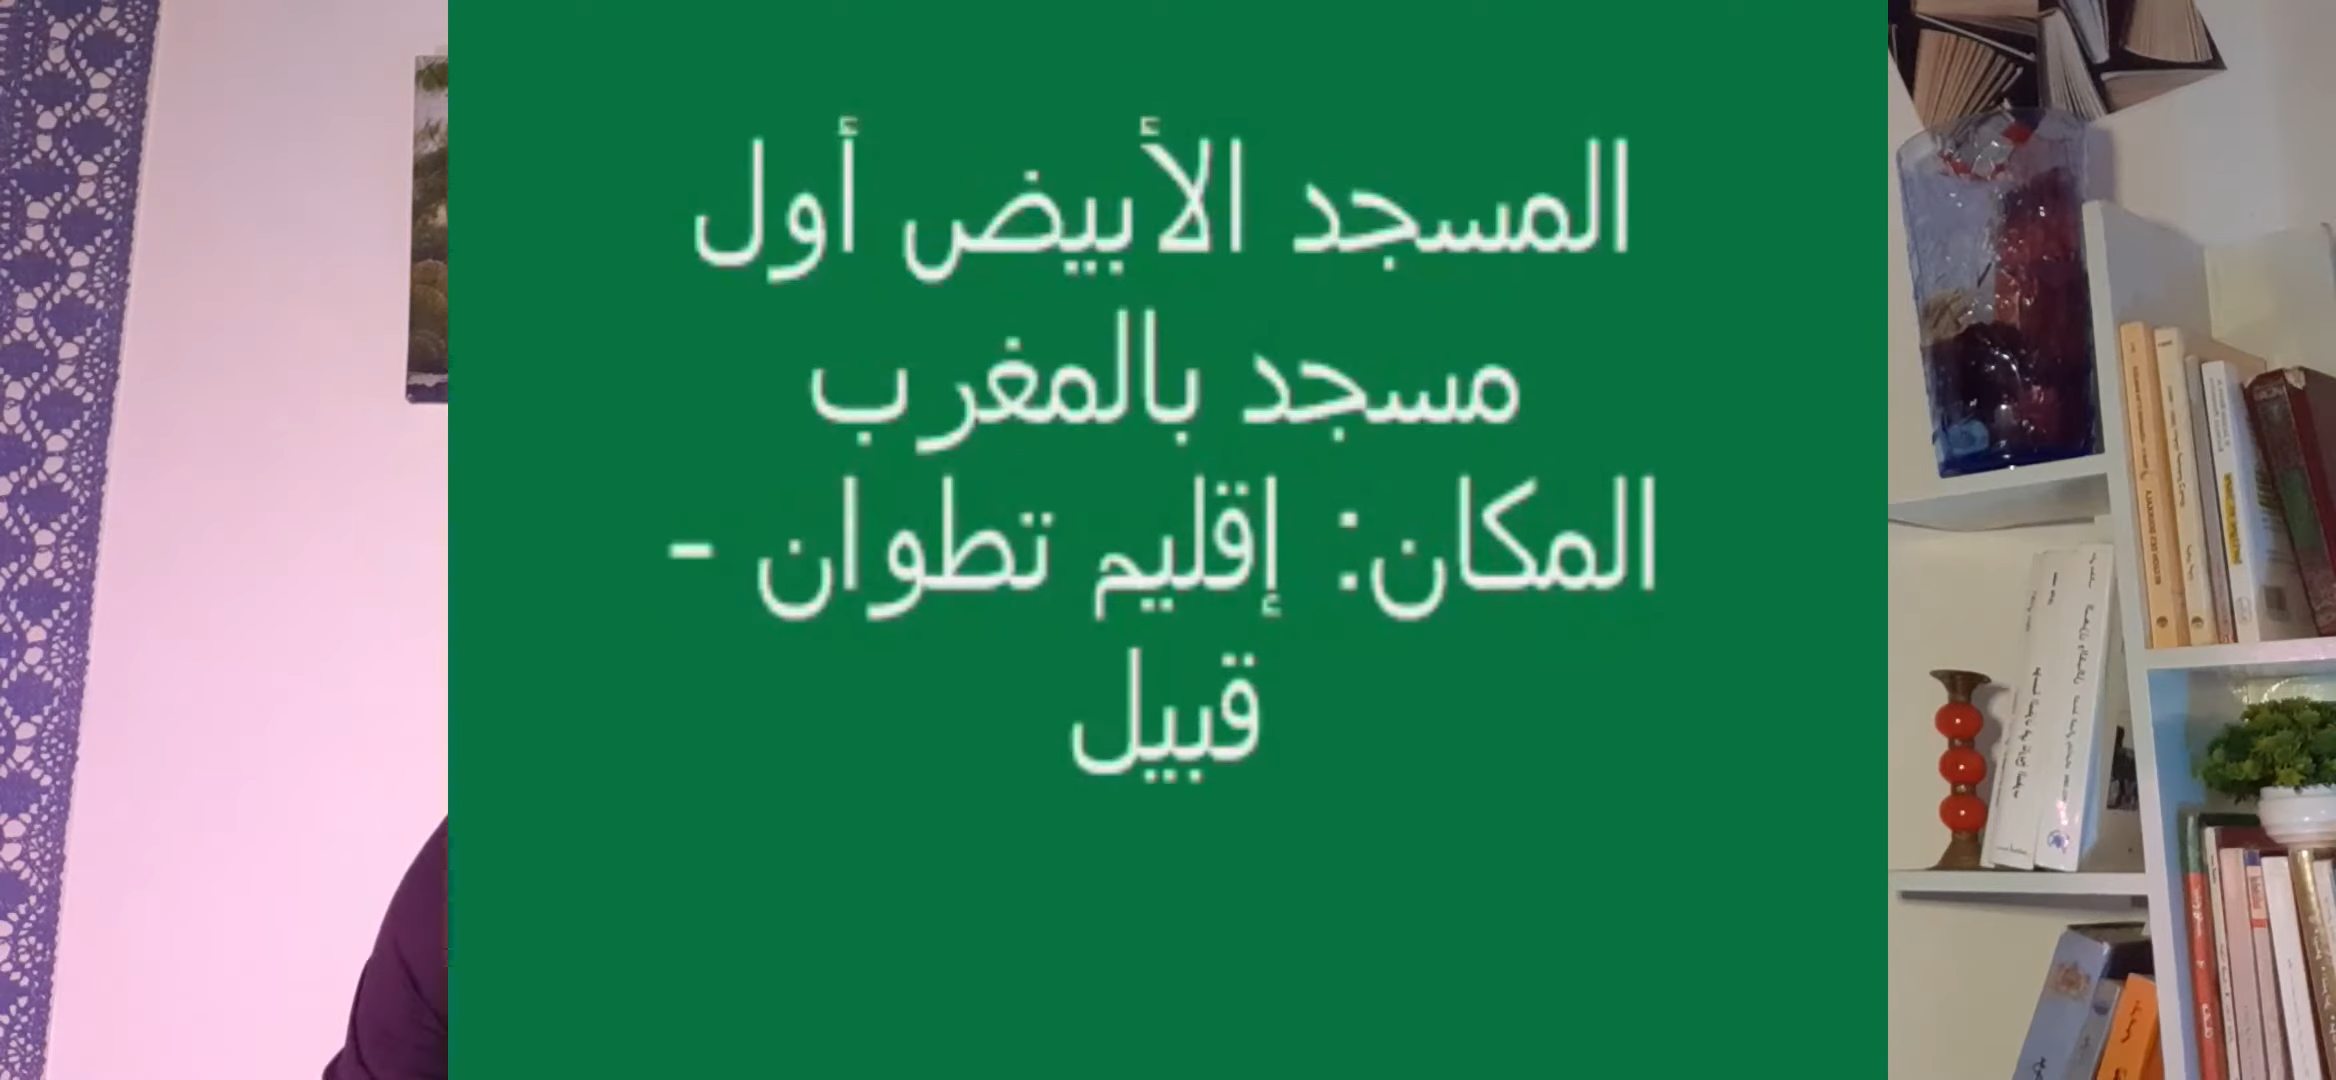 المسجد الأبيض أول
مسجد بالمغرب
المكان: إقليم تطوان -
قبيل